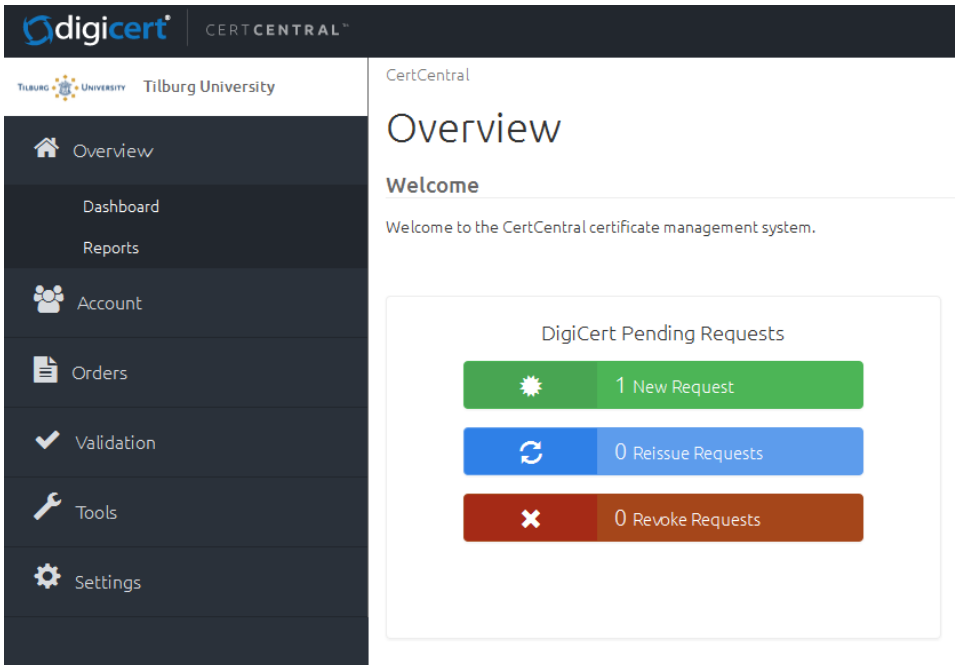 digicert® CERTCENTRAL™
TILBURG UNIVERSITY Tilburg University
Overview
Dashboard
Reports
Account
Orders
Validation
Tools
Settings
CertCentral
Overview
Welcome
Welcome to the CertCentral certificate management system.
DigiCert Pending Requests
1 New Request
0 Reissue Requests
0 Revoke Requests